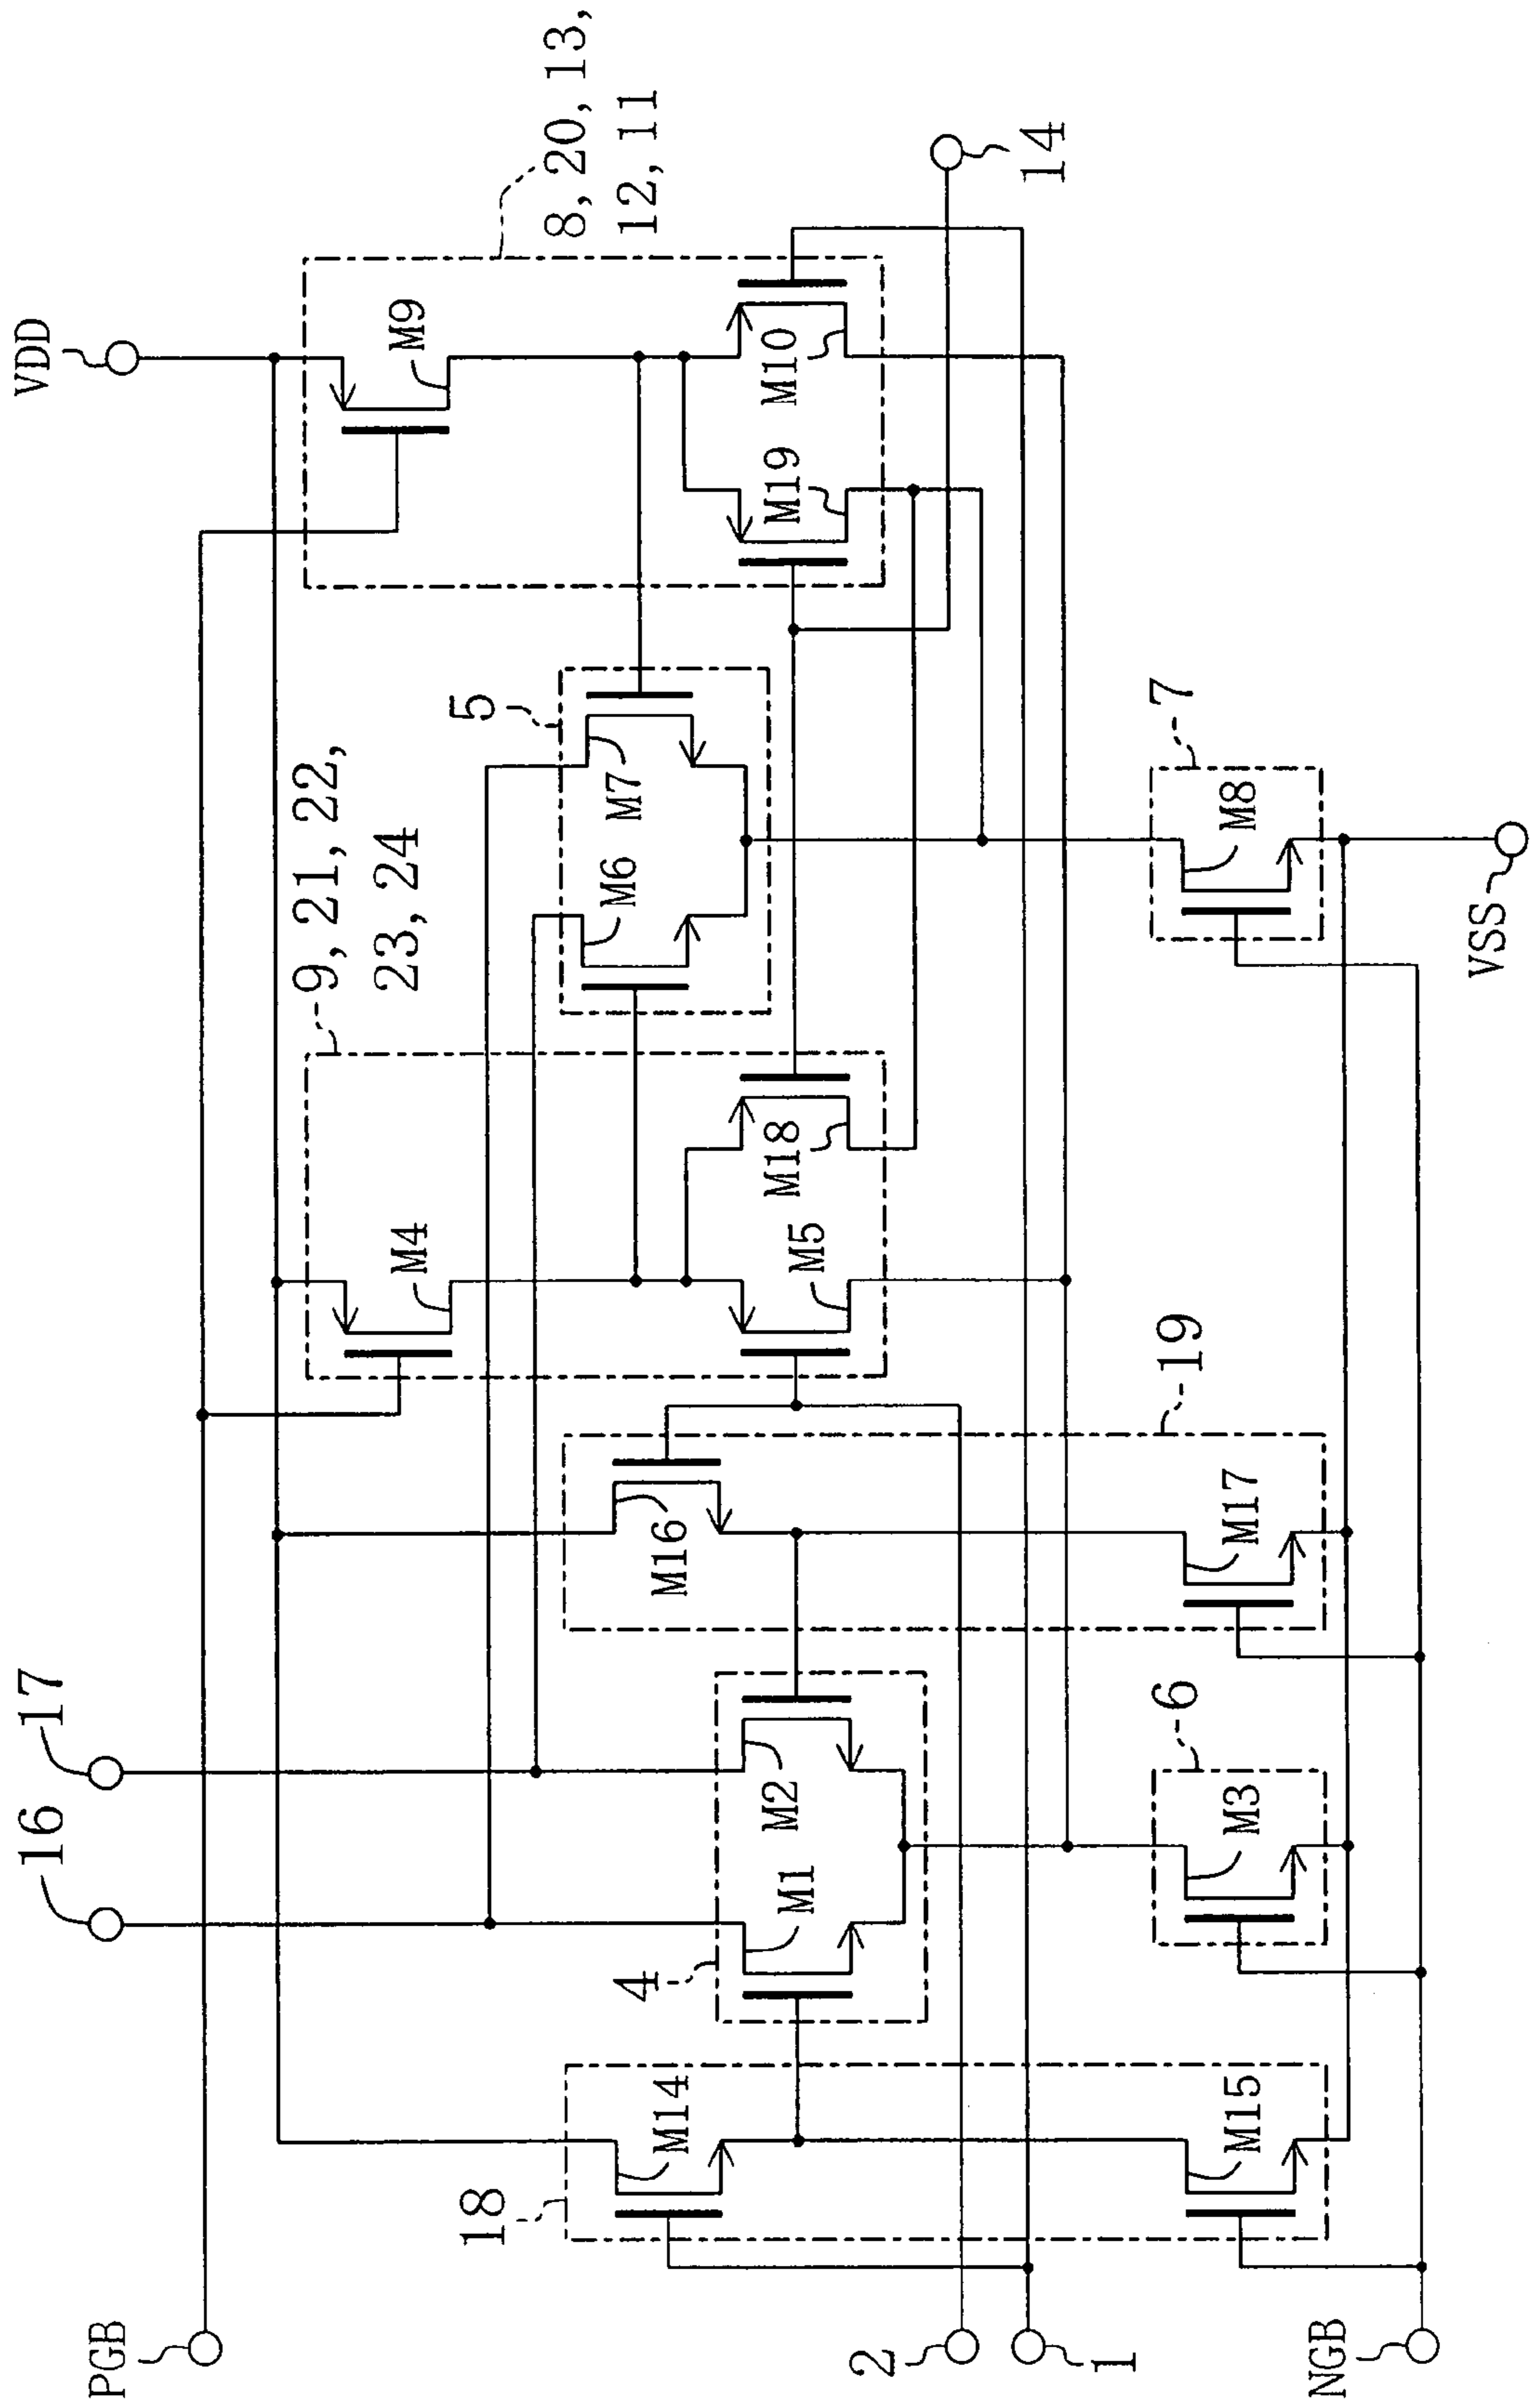 VDD
8, 20, 13,
12, 11
14
M9
M10
M19
5
M7
M6
7
M8
VSS
9, 21, 22,
23, 24
M4
M18
M5
19
M16
M17
17
16
M2
M1
4
6
M3
18
M14
M15
PGB
2
1
NGB